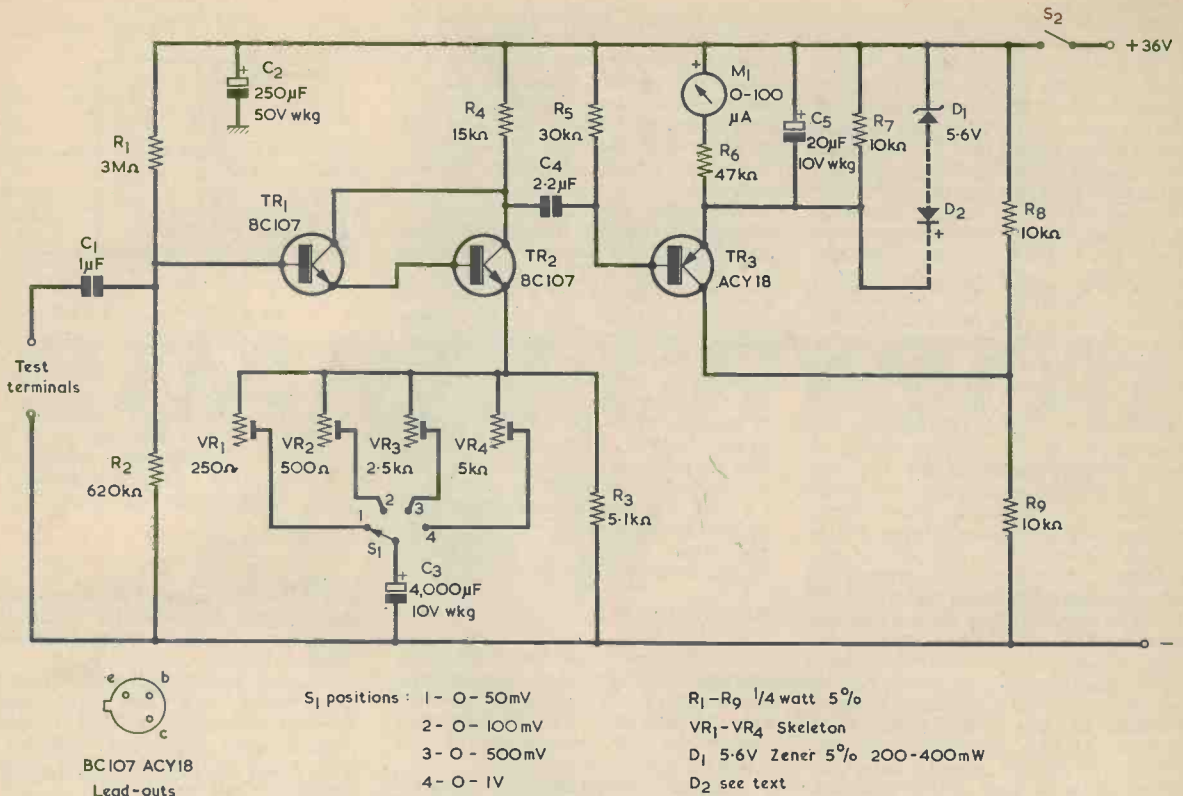 S2
+36V
C2
250µF
50V wkg
+
R1
3MΩ
R4
15kΩ
R5
30kΩ
C4
2·2µF
+
M1
0-100
µA
R6
47kΩ
+
C5
20µF
10V wkg
R7
10kΩ
D1
5·6V
D2
+
R8
10kΩ
TR1
BC107
TR2
BC107
TR3
ACY18
C1
1µF
Test
terminals
R2
620kΩ
VR1
250Ω
VR2
500Ω
VR3
2·5kΩ
VR4
5kΩ
1
2
3
4
S1
+
C3
4,000µF
10V wkg
R3
5·1kΩ
R9
10kΩ
−
e
b
c
BC107 ACY18
Lead-outs
S1 positions : 1 - 0 - 50mV
2 - 0 - 100mV
3 - 0 - 500mV
4 - 0 - 1V
R1-R9 1/4 watt 5%
VR1-VR4 Skeleton
D1 5·6V Zener 5% 200-400mW
D2 see text